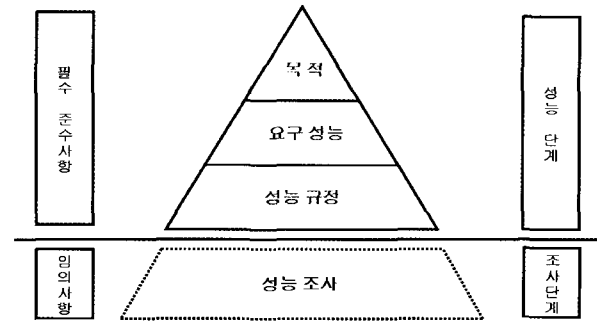 목 적
요구 성능
성능 규정
필수 준수사항
성능 단계
임의사항
성능 조사
조사단계